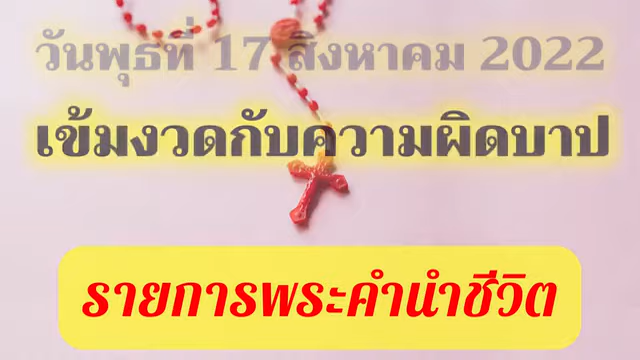 วันพุธที่ 17 สิงหาคม 2022
เข้มงวดกับความผิดบาป
รายการพระคำนำชีวิต